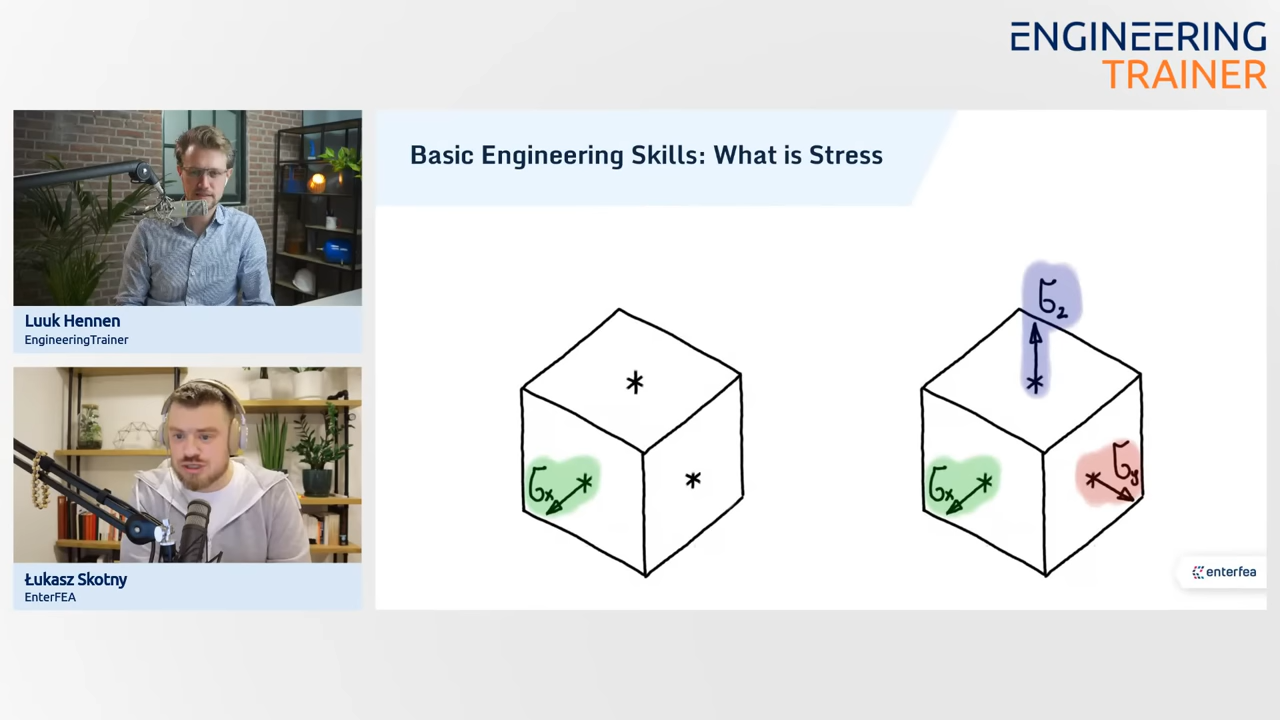 ENGINEERING
TRAINER
Basic Engineering Skills: What is Stress
Luuk Hennen
EngineeringTrainer
Łukasz Skotny
EnterFEA
σx
σz
σx
σy
enterfea